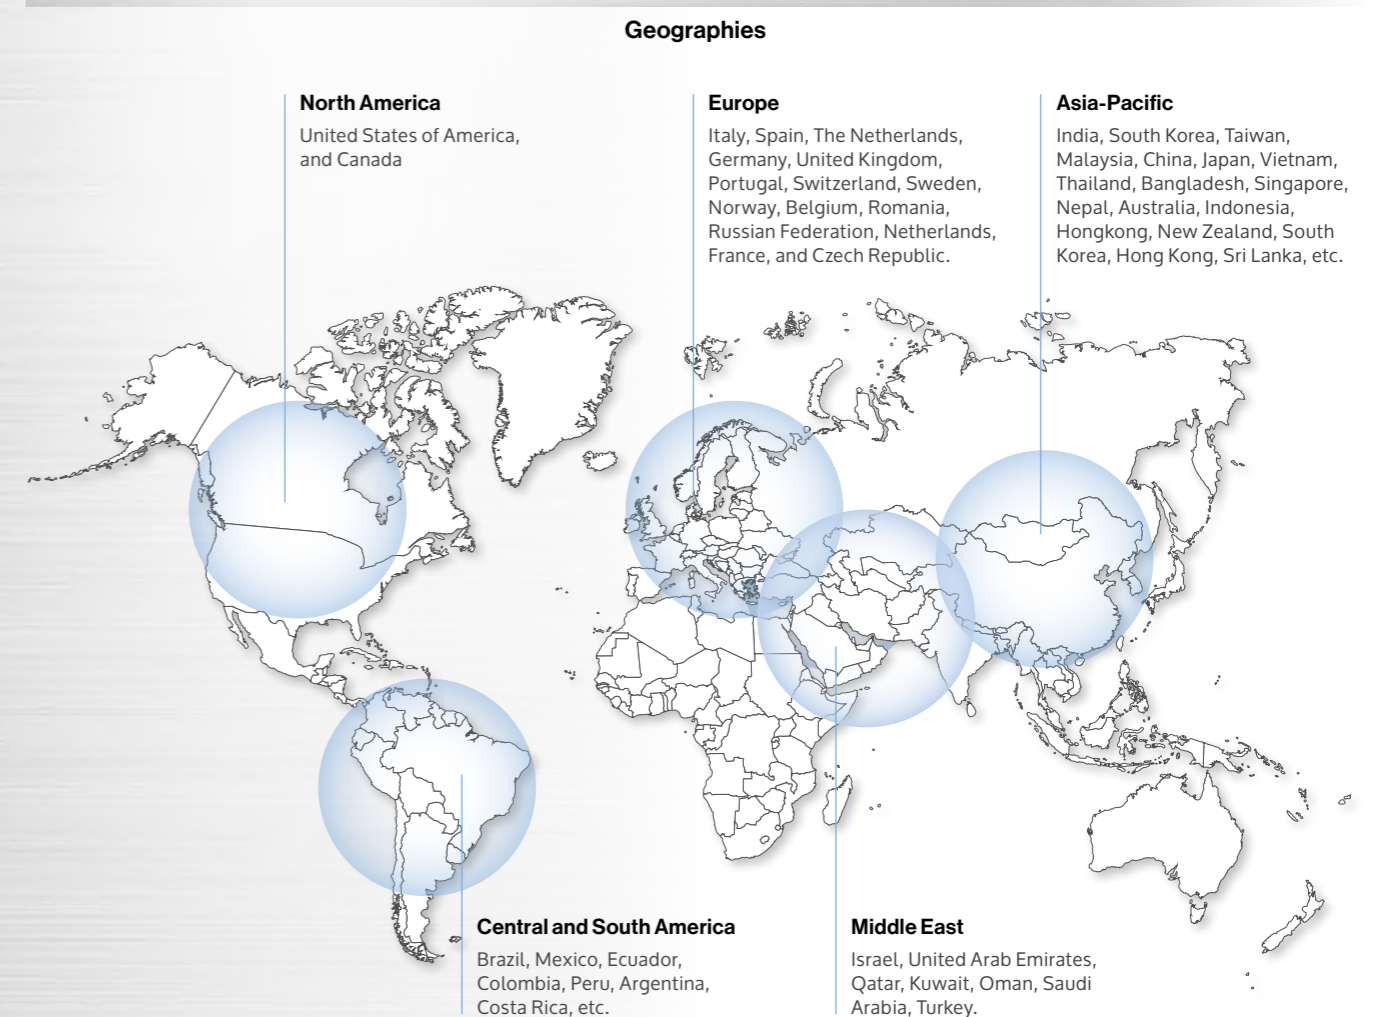 Geographies
North America
United States of America,
and Canada
Europe
Italy, Spain, The Netherlands,
Germany, United Kingdom,
Portugal, Switzerland, Sweden,
Norway, Belgium, Romania,
Russian Federation, Netherlands,
France, and Czech Republic.
Asia-Pacific
India, South Korea, Taiwan,
Malaysia, China, Japan, Vietnam,
Thailand, Bangladesh, Singapore,
Nepal, Australia, Indonesia,
Hongkong, New Zealand, South
Korea, Hong Kong, Sri Lanka, etc.
Central and South America
Brazil, Mexico, Ecuador,
Colombia, Peru, Argentina,
Costa Rica, etc.
Middle East
Israel, United Arab Emirates,
Qatar, Kuwait, Oman, Saudi
Arabia, Turkey.